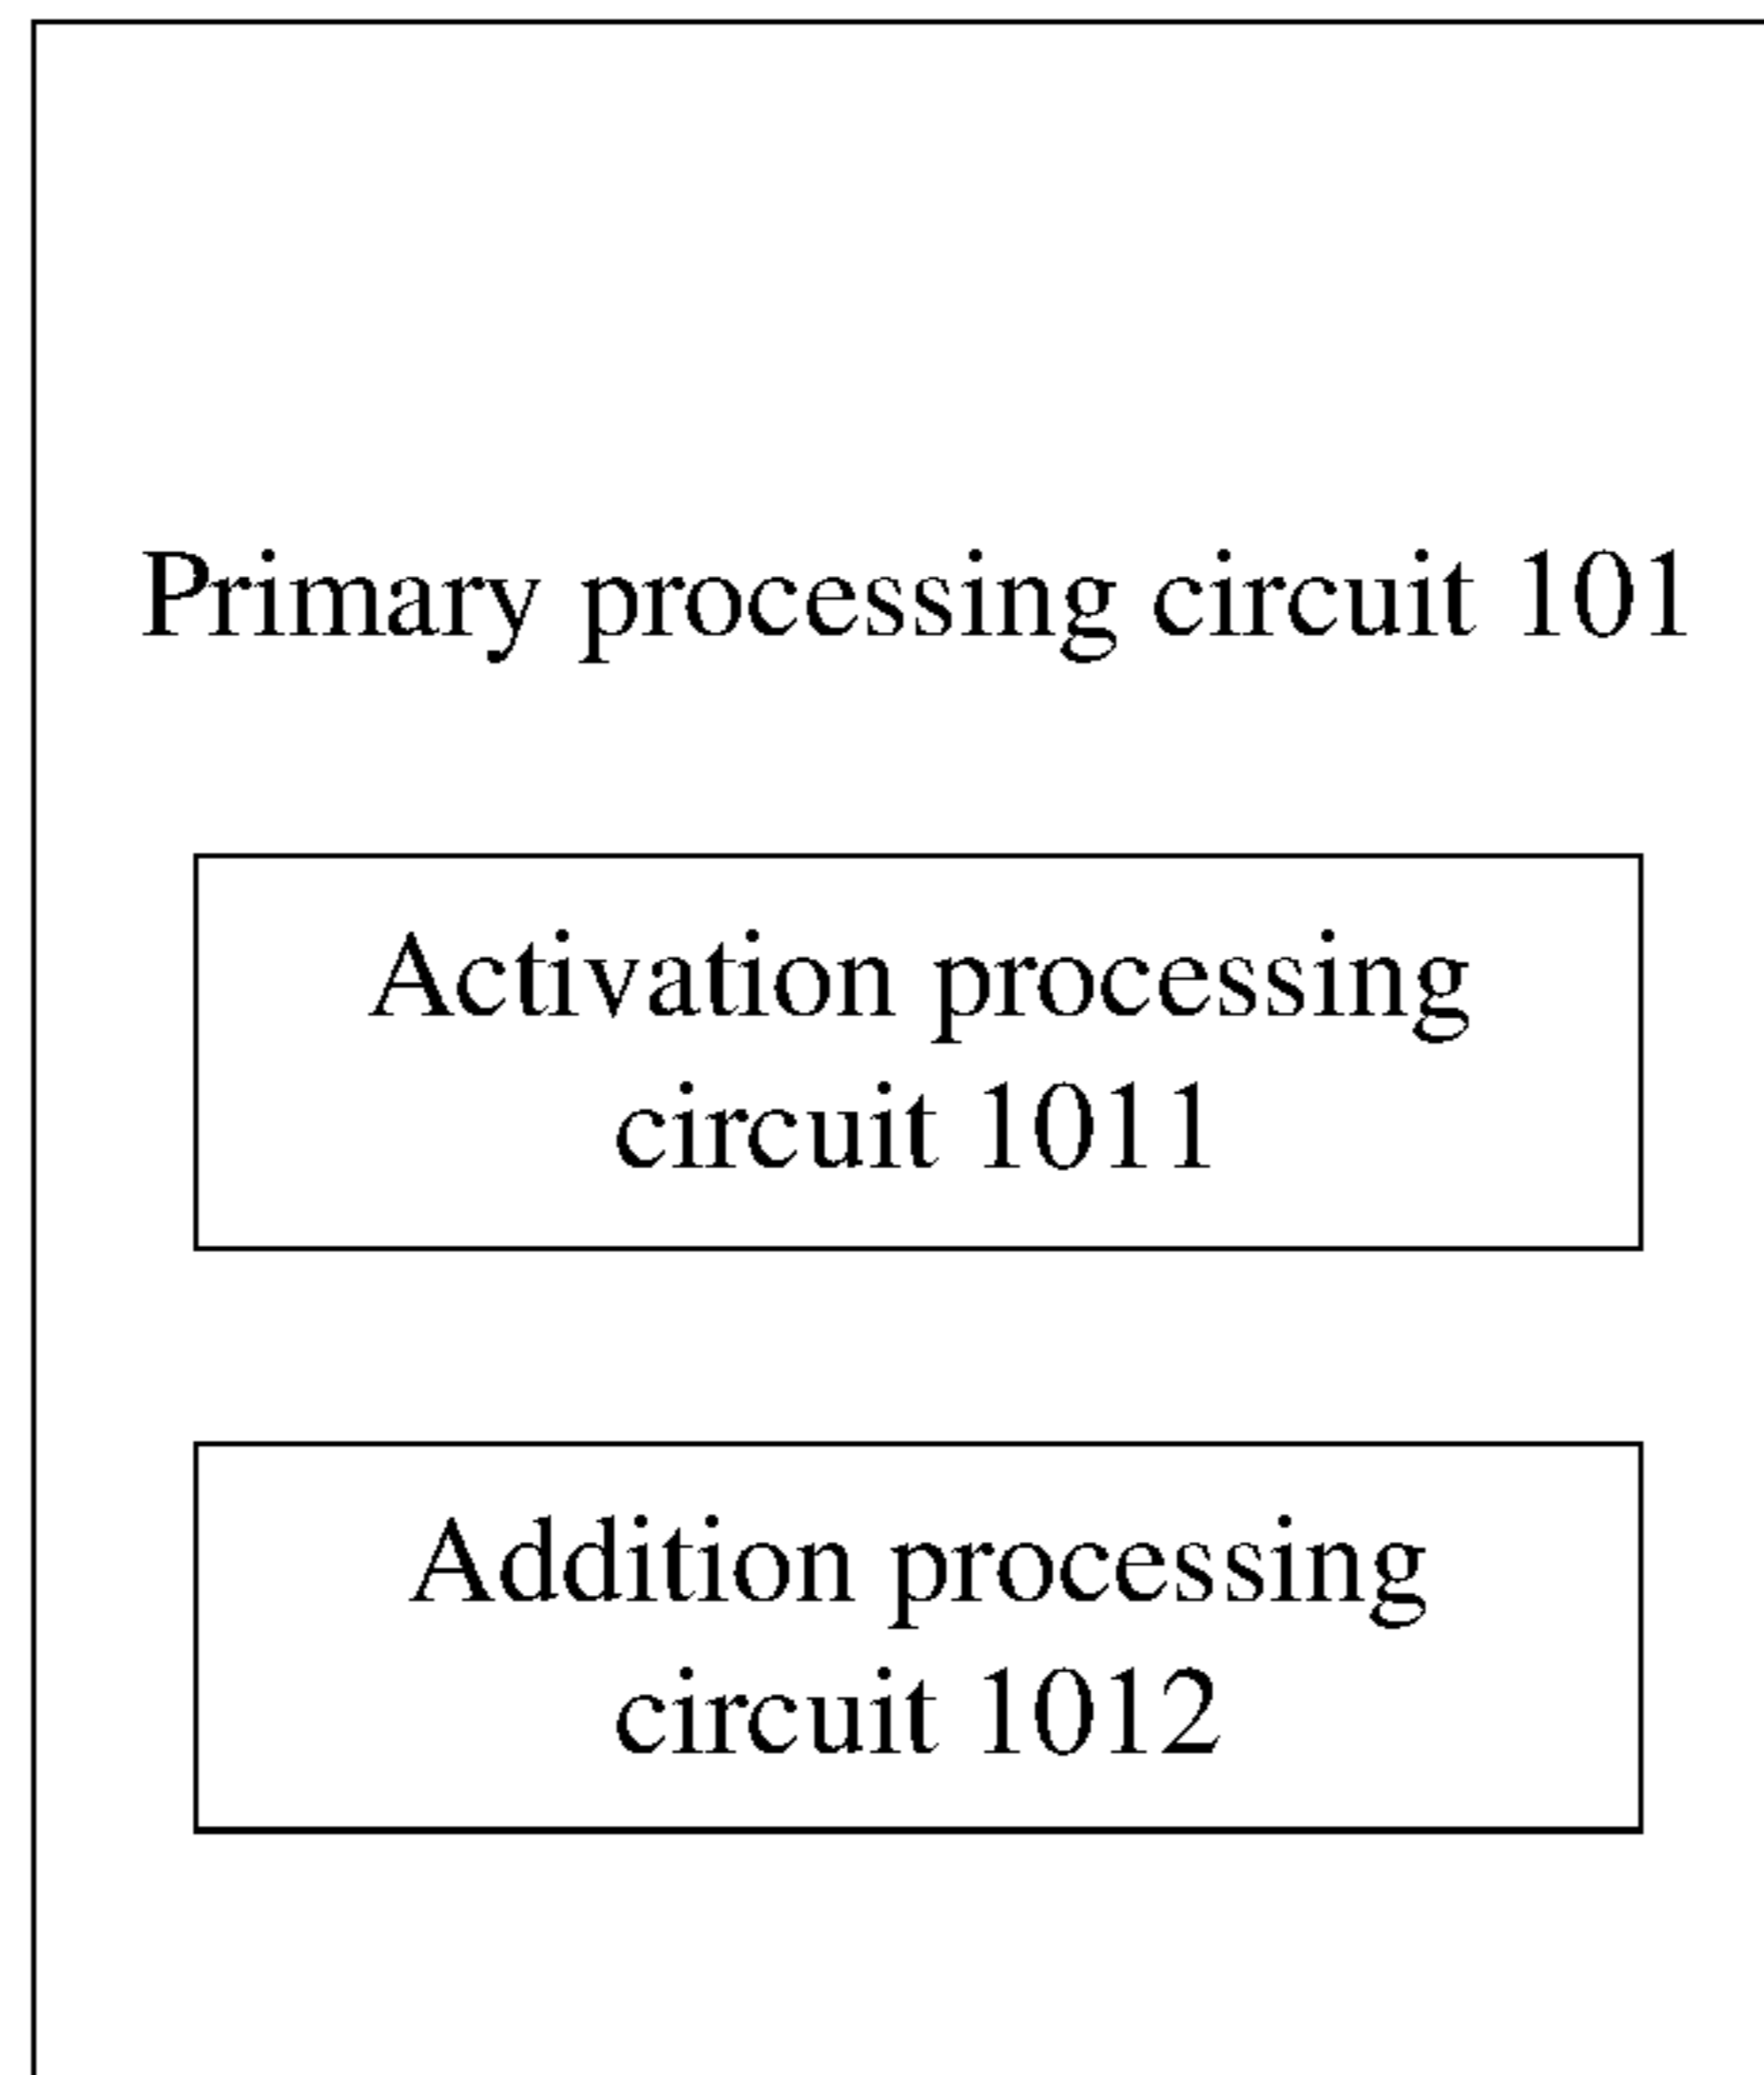 Primary processing circuit 101
Activation processing
circuit 1011
Addition processing
circuit 1012